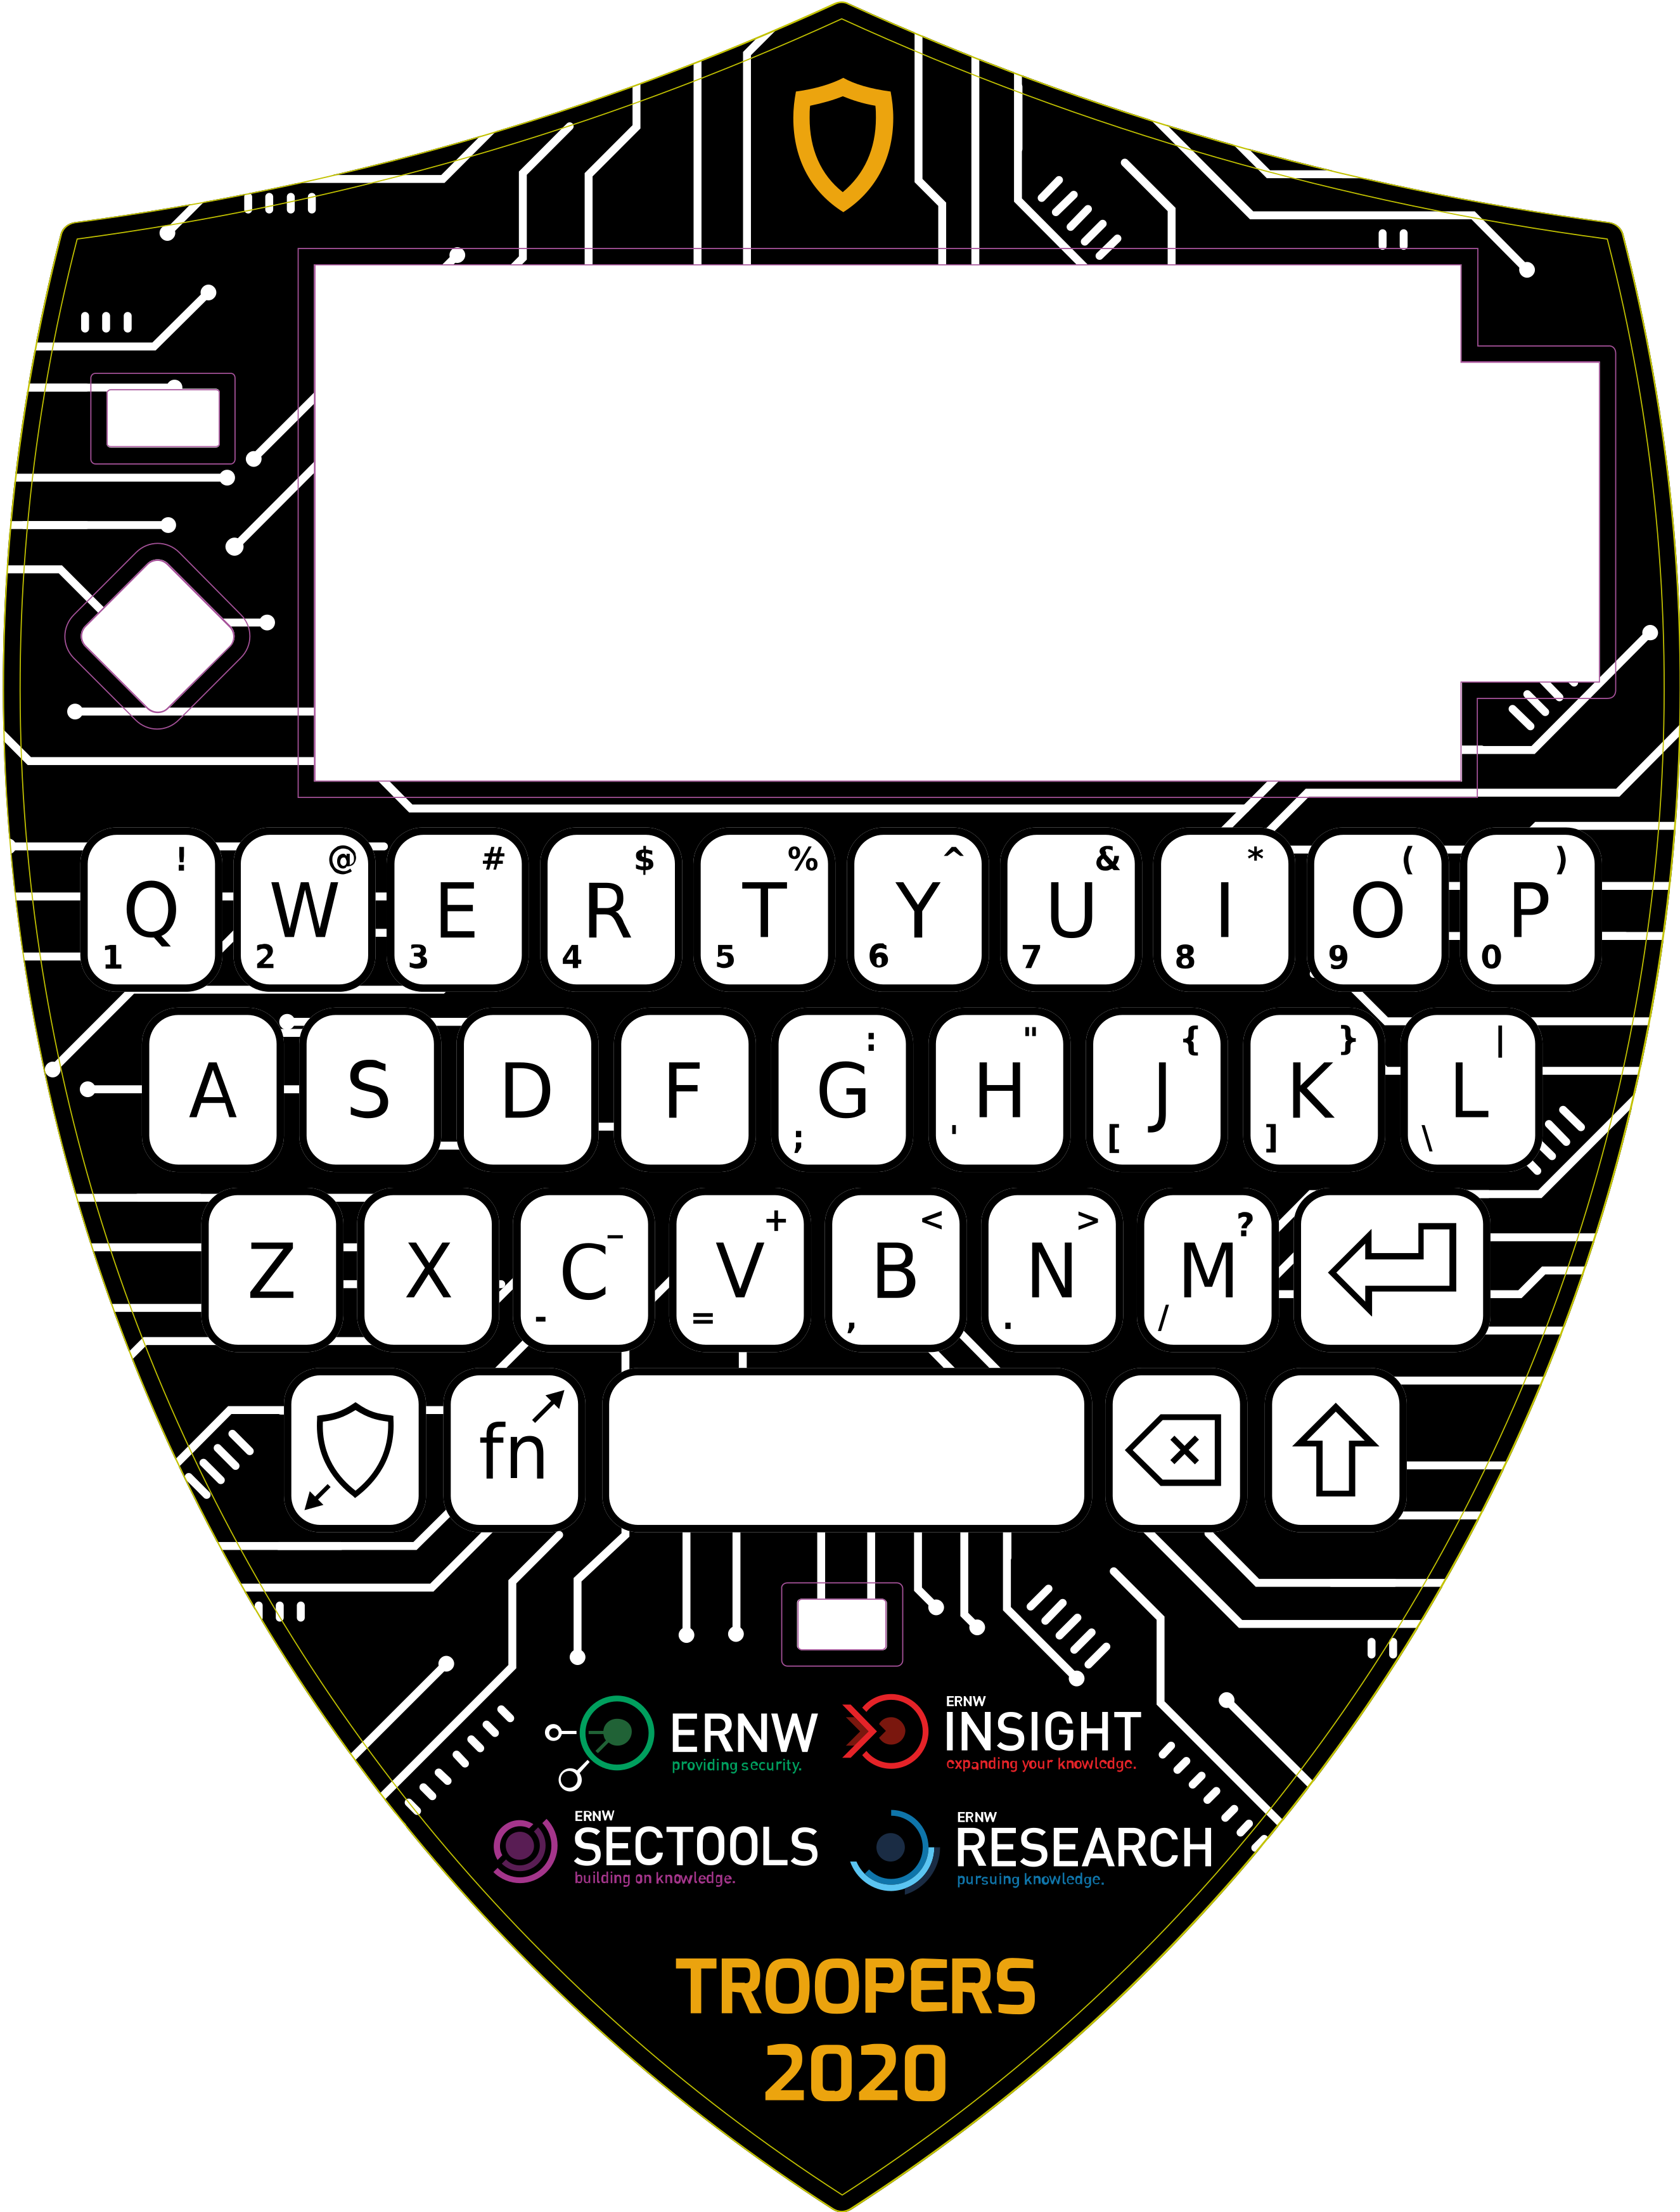 ! @ # $ % ^ & * ( )
Q W E R T Y U I O P
1 2 3 4 5 6 7 8 9 0
: " { } |
A S D F G H J K L
; ' [ ] \
_ + < > ?
Z X C V B N M
- = , . /
fn
ERNW
providing security.
ERNW
INSIGHT
expanding your knowledge.
ERNW
SECTOOLS
building on knowledge.
ERNW
RESEARCH
pursuing knowledge.
TROOPERS
2020